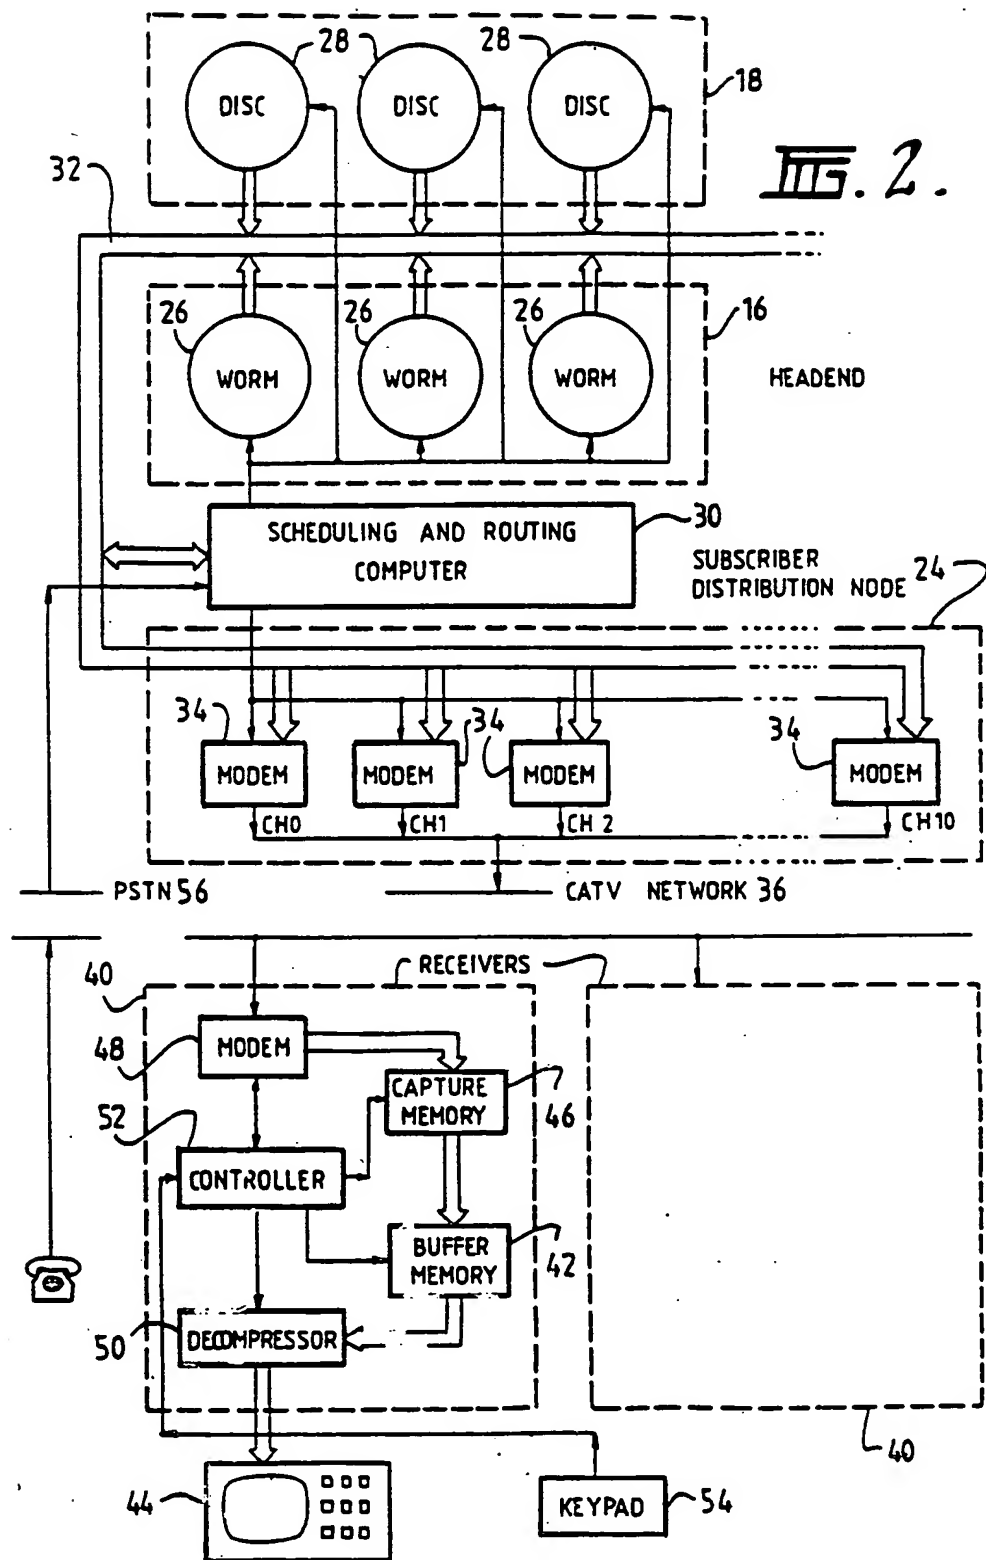 28
28
DISC
DISC
DISC
18
FIG. 2.
32
26
26
26
16
WORM
WORM
WORM
HEADEND
SCHEDULING AND ROUTING
COMPUTER
30
SUBSCRIBER
DISTRIBUTION NODE
24
34
34
34
34
MODEM
MODEM
MODEM
MODEM
CH0
CH1
CH 2
CH10
PSTN 56
CATV NETWORK 36
RECEIVERS
40
48
MODEM
CAPTURE
MEMORY
46
52
CONTROLLER
BUFFER
MEMORY
42
50
DECOMPRESSOR
40
44
KEYPAD
54